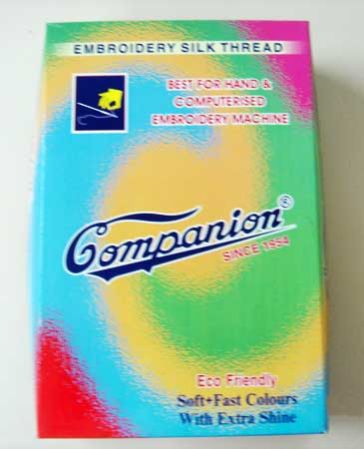 EMBROIDERY SILK THREAD
BEST FOR HAND &
COMPUTERISED
EMBROIDERY MACHINE
Companion®
SINCE 1954
Eco Friendly
Soft+Fast Colours
With Extra Shine